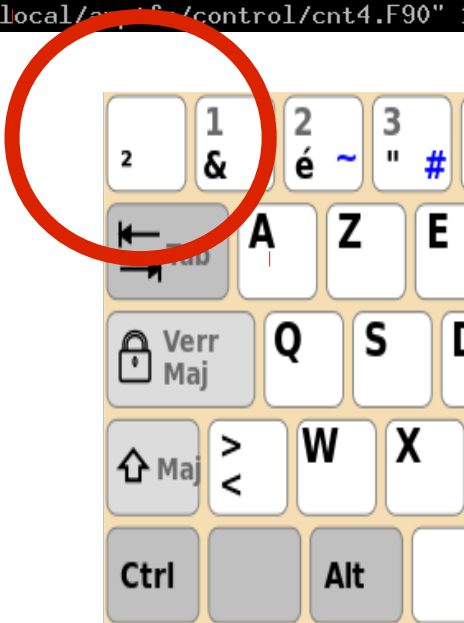 local/ /control/cnt4.F90"
²
1
&
2
é ~
3
" #
Tab
A
Z
E
Verr
Maj
Q
S
D
Maj
>
<
W
X
Ctrl
Alt